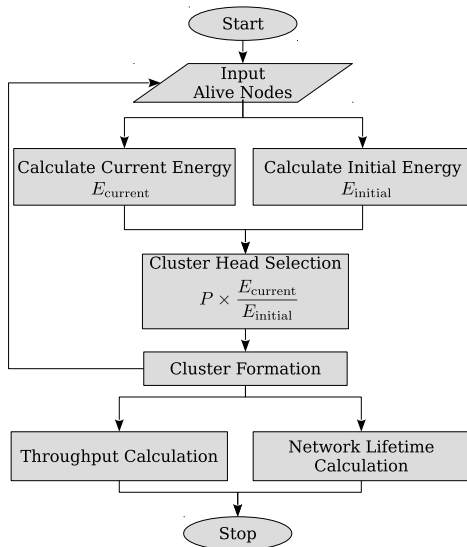 Start
Input
Alive Nodes
Calculate Current Energy
E_current
Calculate Initial Energy
E_initial
Cluster Head Selection
P × E_current / E_initial
Cluster Formation
Throughput Calculation
Network Lifetime
Calculation
Stop